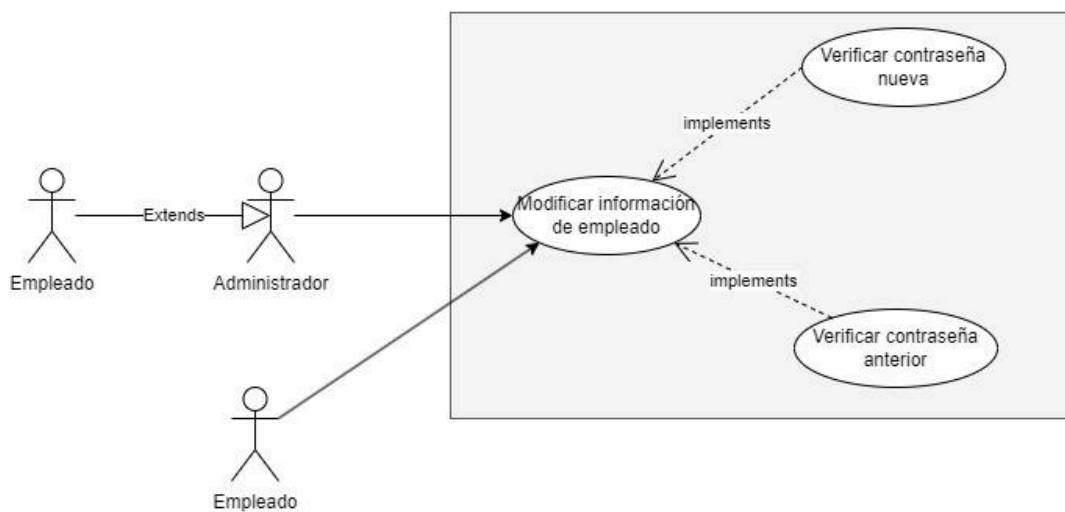 Verificar contraseña
nueva
implements
Modificar información
de empleado
Extends
Empleado
Administrador
implements
Verificar contraseña
anterior
Empleado